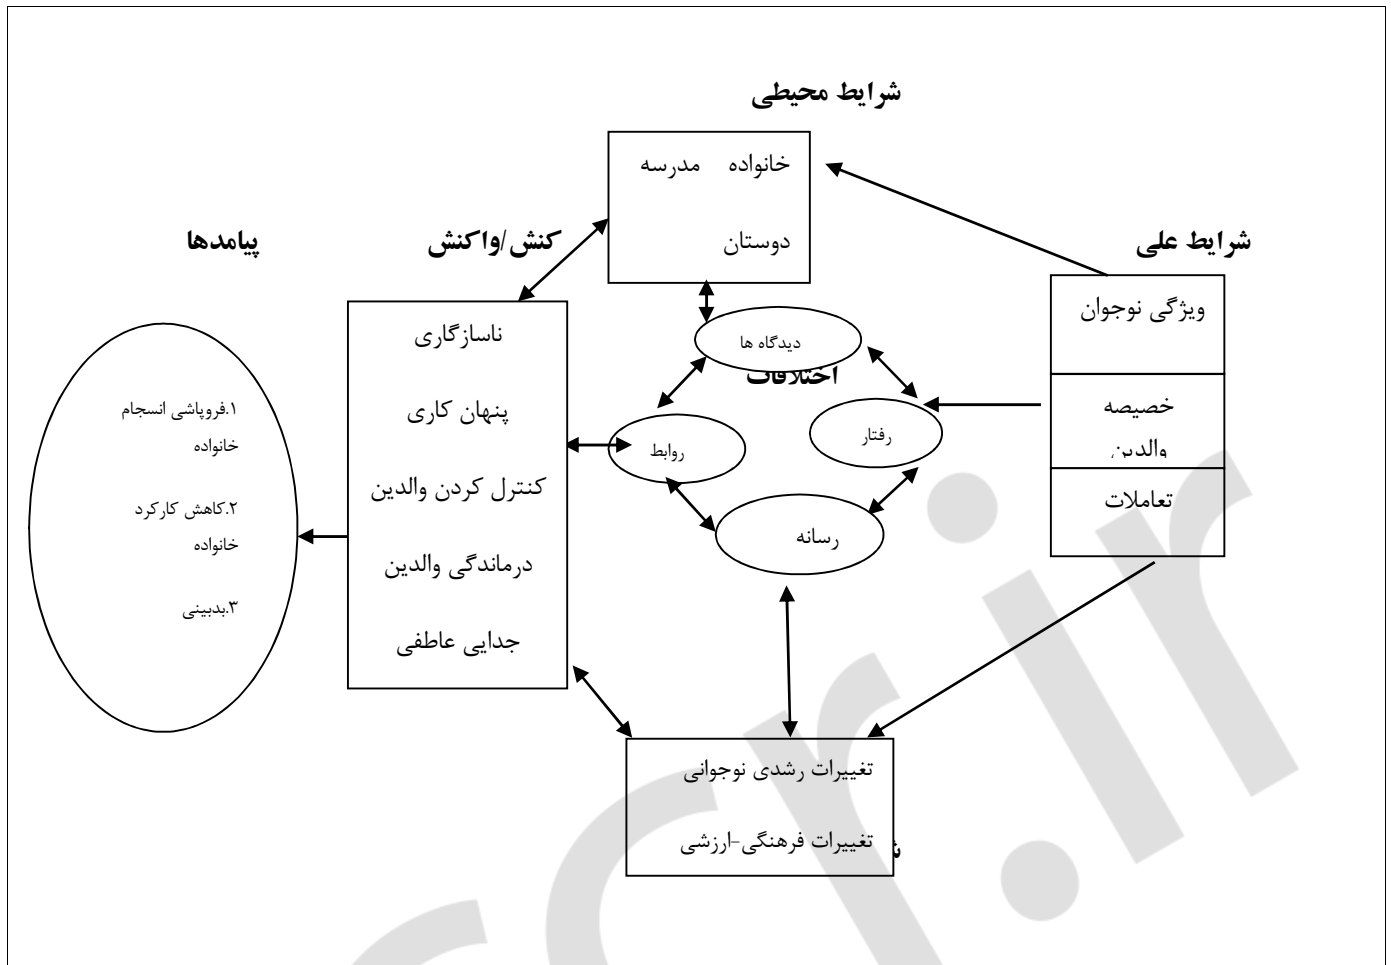 شرایط محیطی
خانواده مدرسه
دوستان
شرایط علی
ویژگی نوجوان
خصیصه
والدین
تعاملات
کنش/واکنش
ناسازگاری
پنهان کاری
کنترل کردن والدین
درماندگی والدین
جدایی عاطفی
پیامدها
۱.فروپاشی انسجام
خانواده
۲.کاهش کارکرد
خانواده
۳.بدبینی
دیدگاه ها
اختلافات
رفتار
روابط
رسانه
تغییرات رشدی نوجوانی
تغییرات فرهنگی-ارزشی